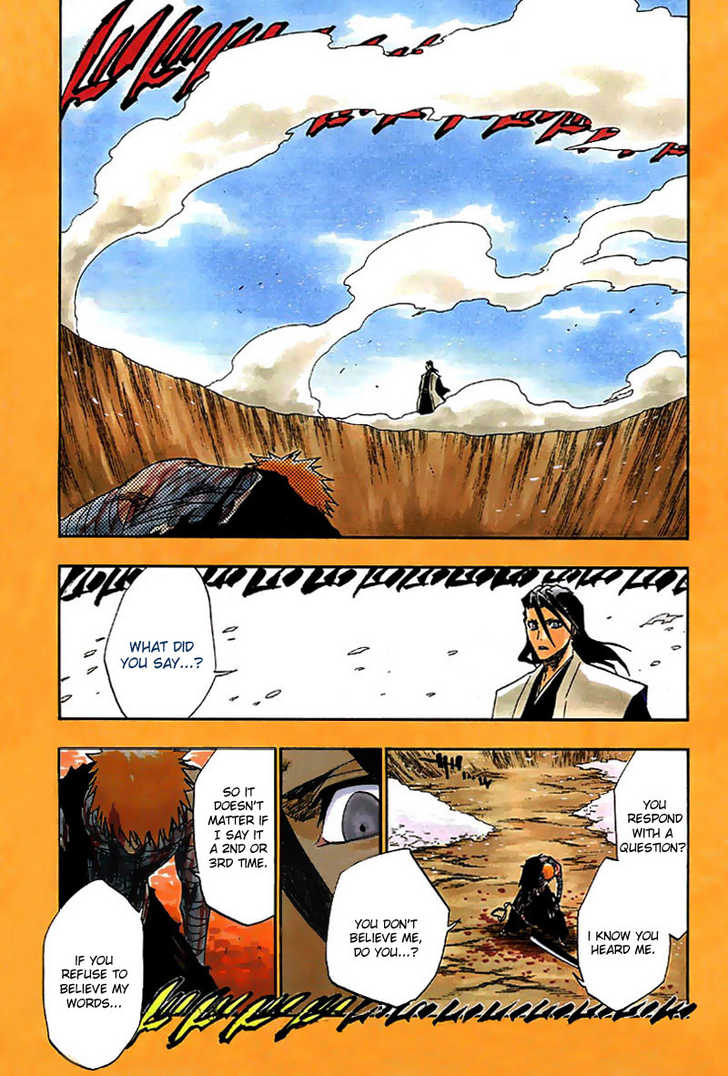 WHAT DID
YOU SAY...?
YOU
RESPOND
WITH A
QUESTION?
I KNOW YOU
HEARD ME.
YOU DON'T
BELIEVE ME,
DO YOU...?
SO IT
DOESN'T
MATTER IF
I SAY IT
A 2ND OR
3RD TIME.
IF YOU
REFUSE TO
BELIEVE MY
WORDS...